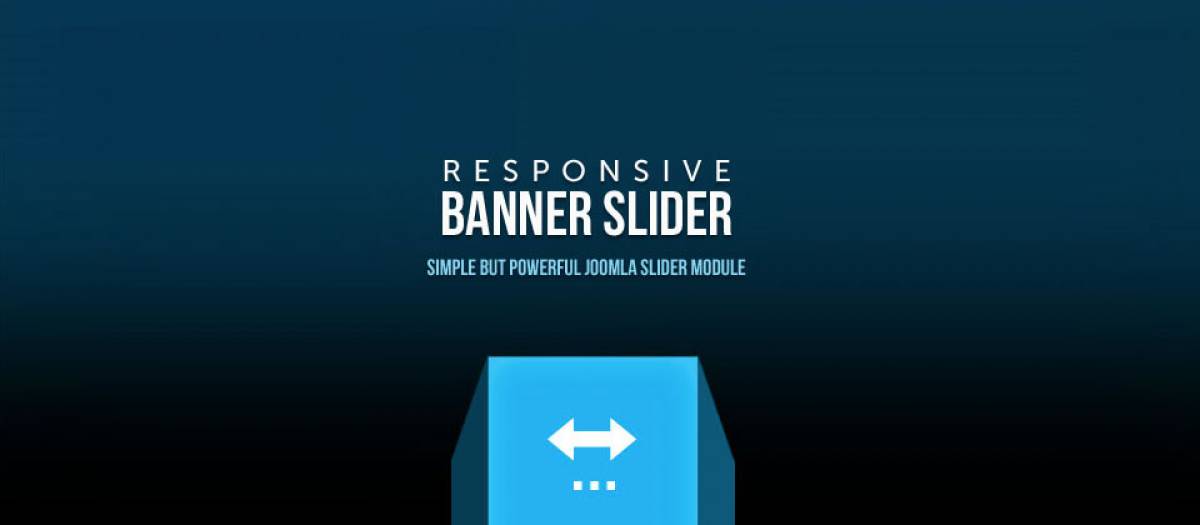 RESPONSIVE
BANNER SLIDER
SIMPLE BUT POWERFUL JOOMLA SLIDER MODULE